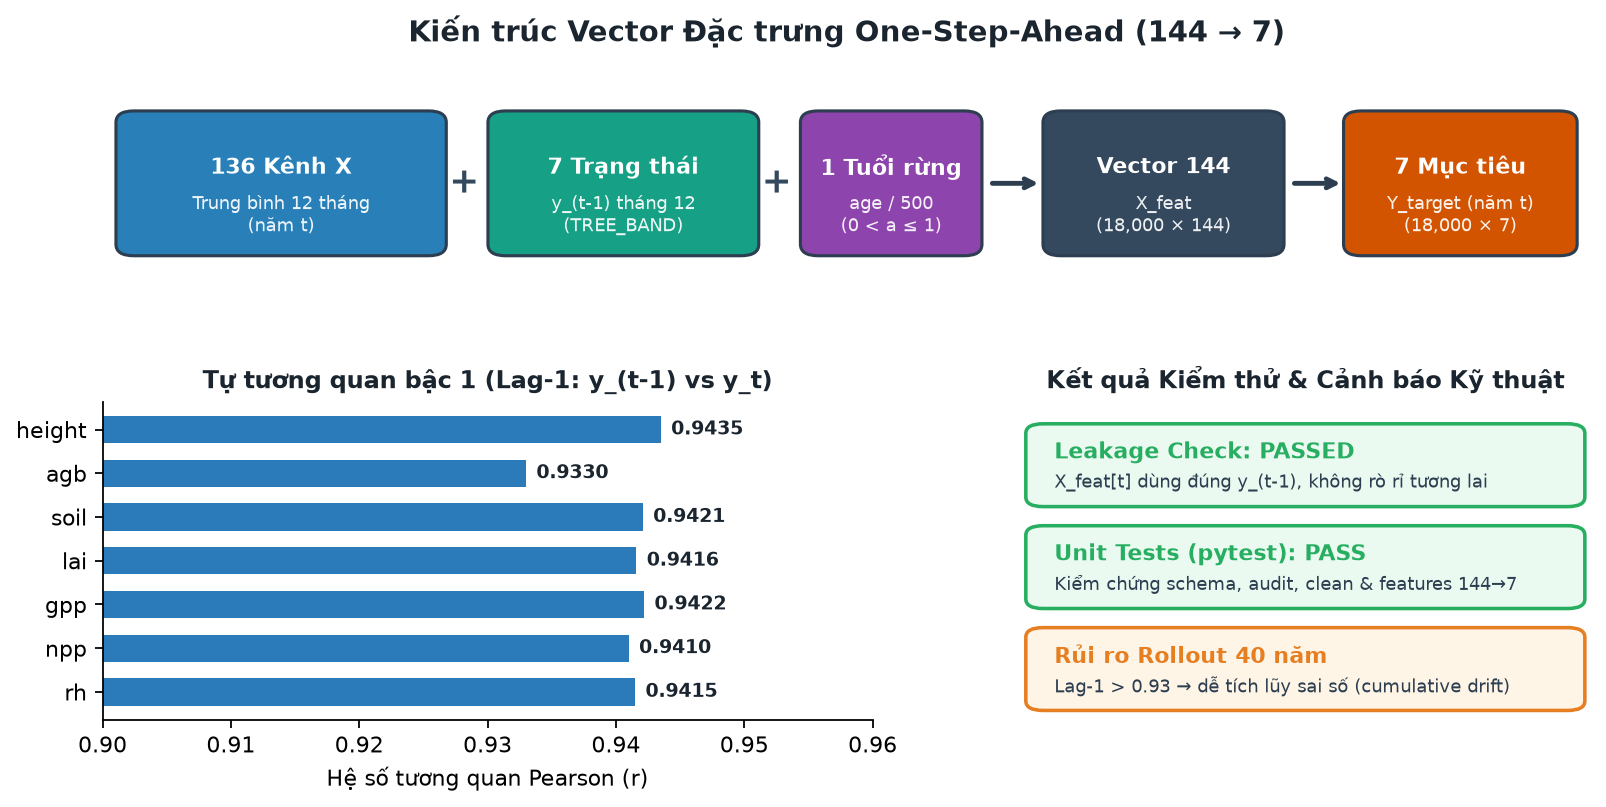 Kiến trúc Vector Đặc trưng One-Step-Ahead (144 → 7)
136 Kênh X
Trung bình 12 tháng
(năm t)
+
7 Trạng thái
y_(t-1) tháng 12
(TREE_BAND)
+
1 Tuổi rừng
age / 500
(0 < a ≤ 1)
Vector 144
X_feat
(18,000 × 144)
7 Mục tiêu
Y_target (năm t)
(18,000 × 7)
Tự tương quan bậc 1 (Lag-1: y_(t-1) vs y_t)
height 0.9435
agb 0.9330
soil 0.9421
lai 0.9416
gpp 0.9422
npp 0.9410
rh 0.9415
0.90 0.91 0.92 0.93 0.94 0.95 0.96
Hệ số tương quan Pearson (r)
Kết quả Kiểm thử & Cảnh báo Kỹ thuật
Leakage Check: PASSED
X_feat[t] dùng đúng y_(t-1), không rò rỉ tương lai
Unit Tests (pytest): PASS
Kiểm chứng schema, audit, clean & features 144→7
Rủi ro Rollout 40 năm
Lag-1 > 0.93 → dễ tích lũy sai số (cumulative drift)